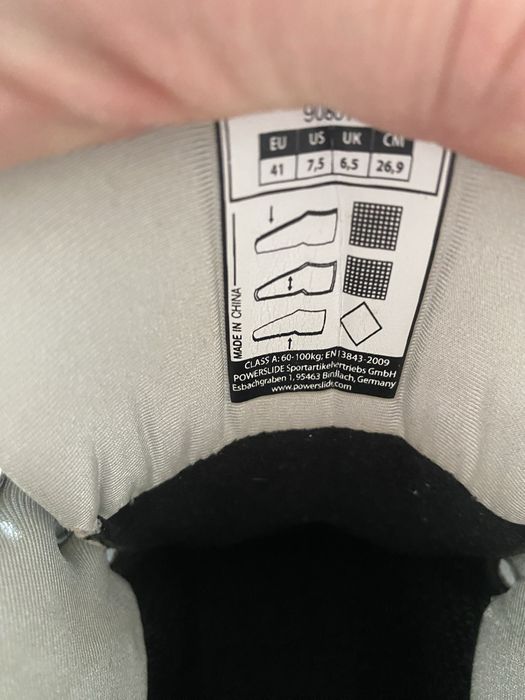 EU US UK CM
41 7,5 6,5 26,9
MADE IN CHINA
CLASS A: 60-100kg; EN13843-2009
POWERSLIDE Sportartikelvertriebs GmbH
Esbachgraben 1, 95463 Bindlach, Germany
www.powerslide.com